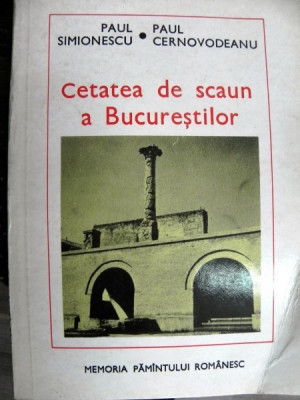 PAUL SIMIONESCU • PAUL CERNOVODEANU
Cetatea de scaun
a Bucureștilor
MEMORIA PĂMÎNTULUI ROMÂNESC